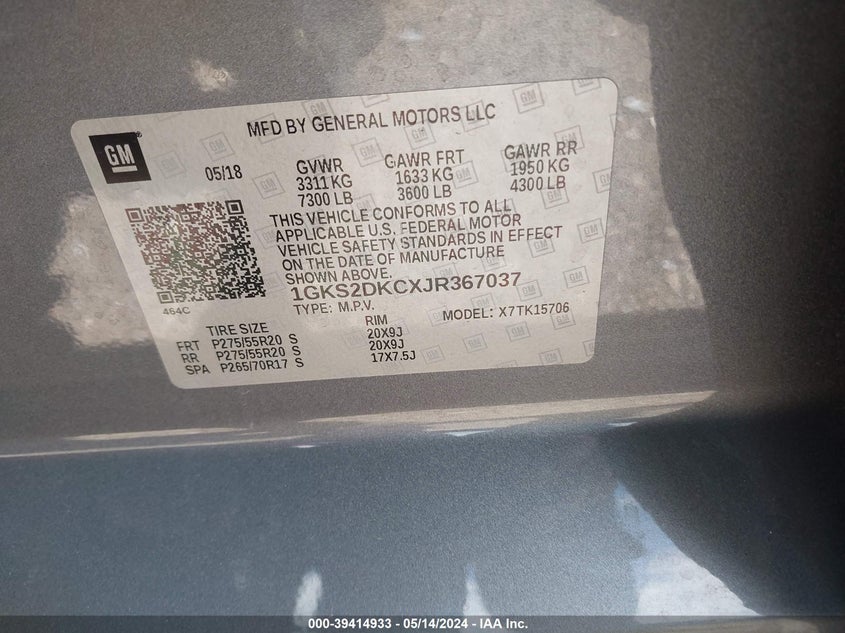 MFD BY GENERAL MOTORS LLC
GM
05/18
GVWR GAWR FRT GAWR RR
3311 KG 1633 KG 1950 KG
7300 LB 3600 LB 4300 LB
THIS VEHICLE CONFORMS TO ALL
APPLICABLE U.S. FEDERAL MOTOR
VEHICLE SAFETY STANDARDS IN EFFECT
ON THE DATE OF MANUFACTURE
SHOWN ABOVE.
464C
1GKS2DKCXJR367037
TYPE: M.P.V. MODEL: X7TK15706
TIRE SIZE RIM
FRT P275/55R20 S 20X9J
RR P275/55R20 S 20X9J
SPA P265/70R17 S 17X7.5J
000-39414933 - 05/14/2024 - IAA Inc.